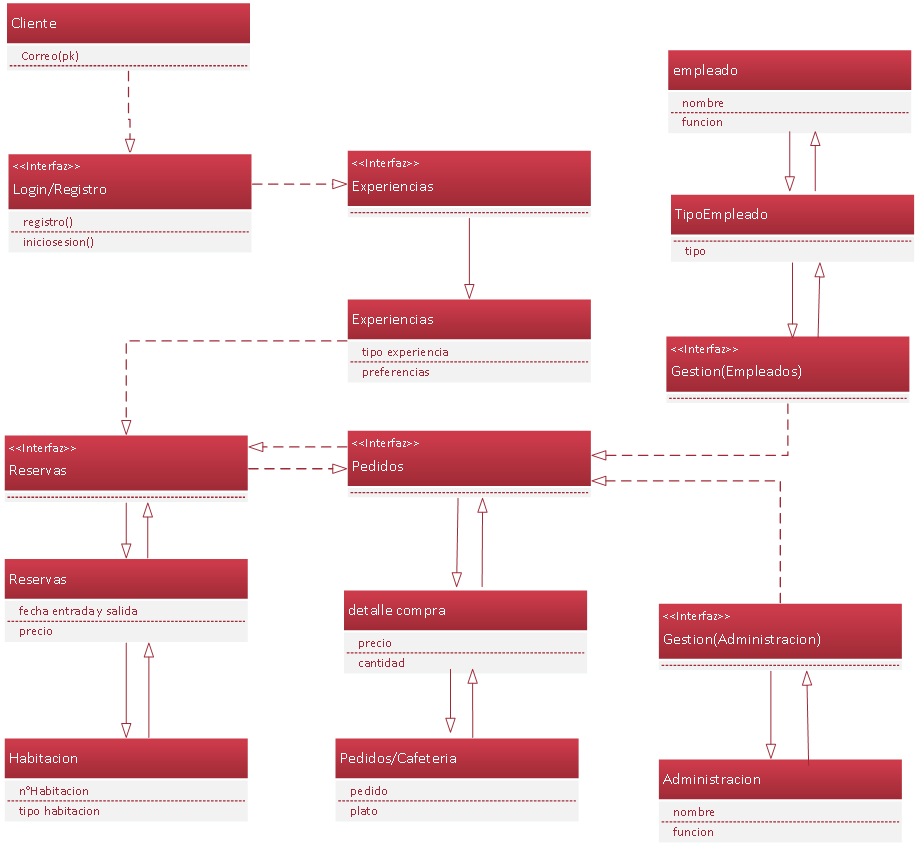 Cliente
Correo(pk)
<<Interfaz>>
Login/Registro
registro()
iniciosesion()
<<Interfaz>>
Experiencias
Experiencias
tipo experiencia
preferencias
empleado
nombre
funcion
TipoEmpleado
tipo
<<Interfaz>>
Gestion(Empleados)
<<Interfaz>>
Reservas
<<Interfaz>>
Pedidos
Reservas
fecha entrada y salida
precio
detalle compra
precio
cantidad
<<Interfaz>>
Gestion(Administracion)
Habitacion
nºHabitacion
tipo habitacion
Pedidos/Cafeteria
pedido
plato
Administracion
nombre
funcion